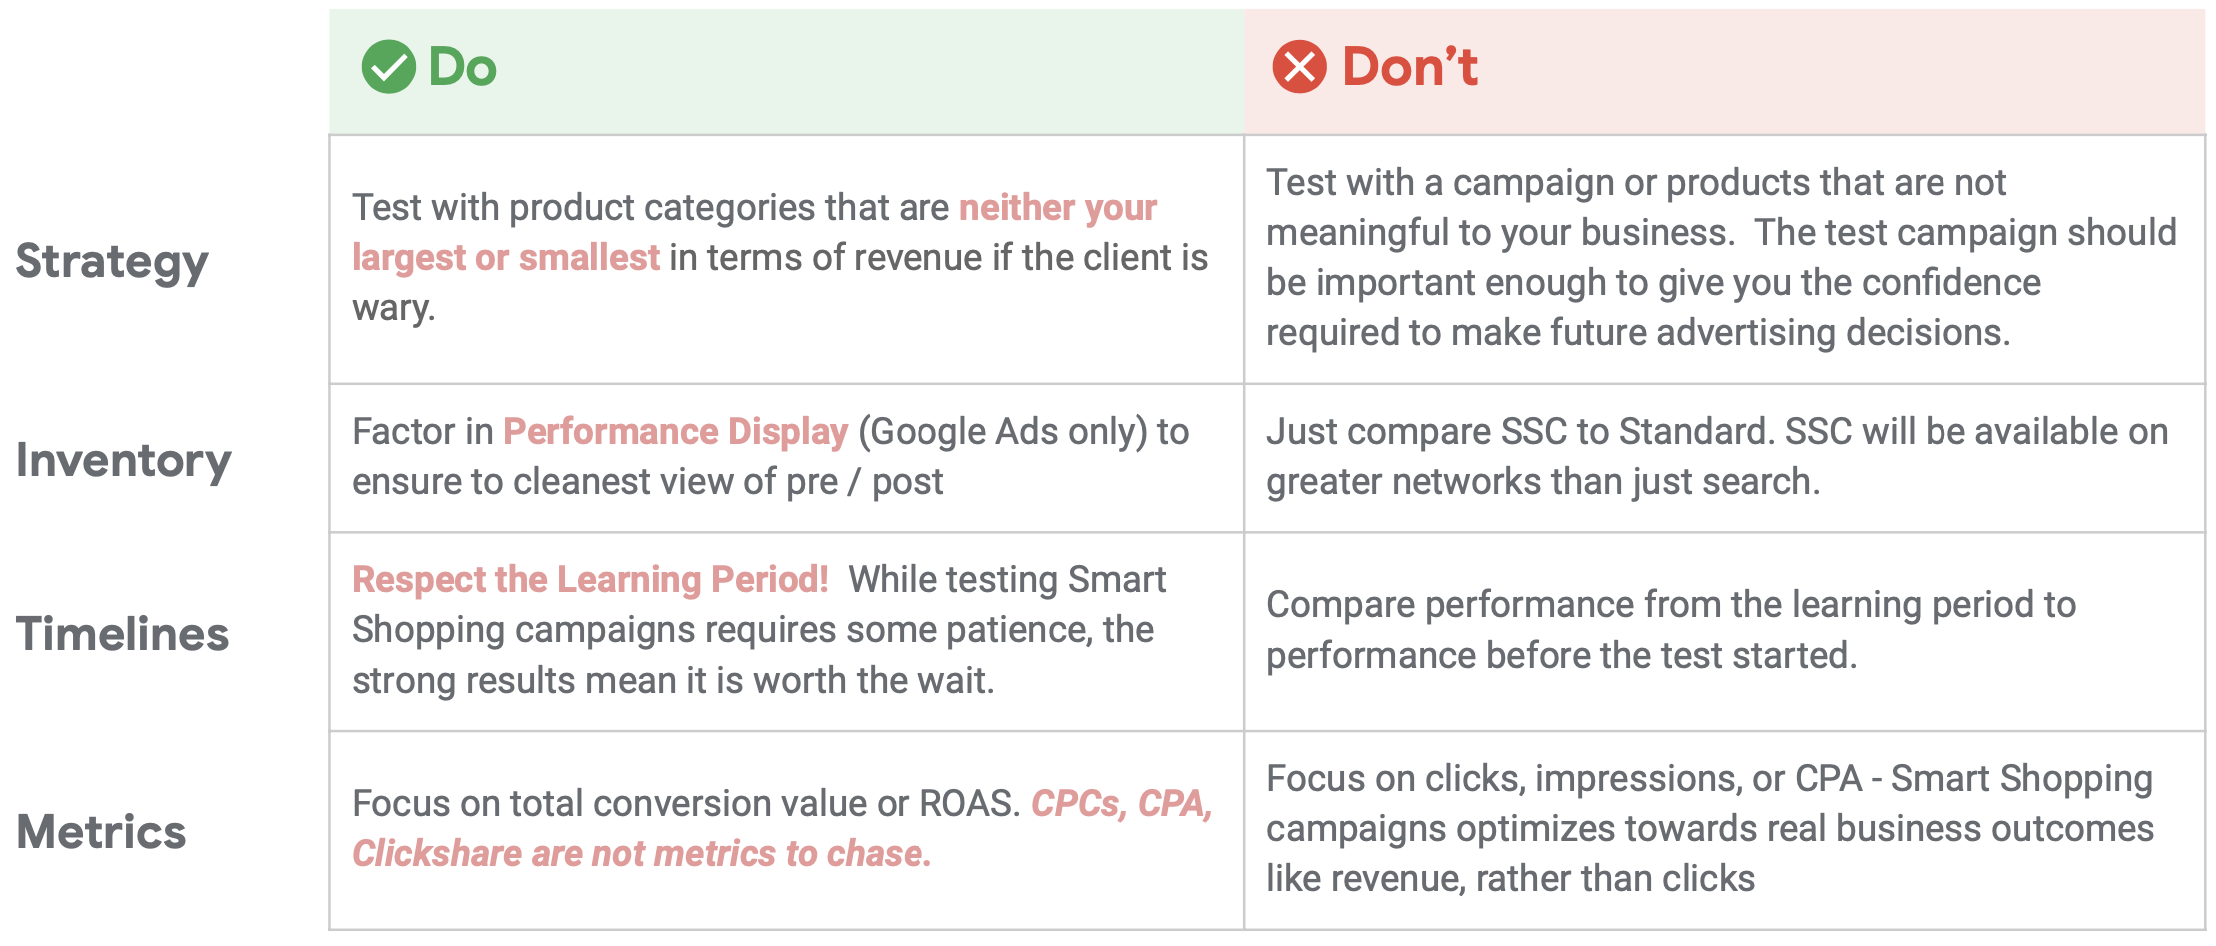 Do
Don't
Strategy
Test with product categories that are neither your
largest or smallest in terms of revenue if the client is
wary.
Test with a campaign or products that are not
meaningful to your business.  The test campaign should
be important enough to give you the confidence
required to make future advertising decisions.
Inventory
Factor in Performance Display (Google Ads only) to
ensure to cleanest view of pre / post
Just compare SSC to Standard. SSC will be available on
greater networks than just search.
Timelines
Respect the Learning Period!  While testing Smart
Shopping campaigns requires some patience, the
strong results mean it is worth the wait.
Compare performance from the learning period to
performance before the test started.
Metrics
Focus on total conversion value or ROAS. CPCs, CPA,
Clickshare are not metrics to chase.
Focus on clicks, impressions, or CPA - Smart Shopping
campaigns optimizes towards real business outcomes
like revenue, rather than clicks